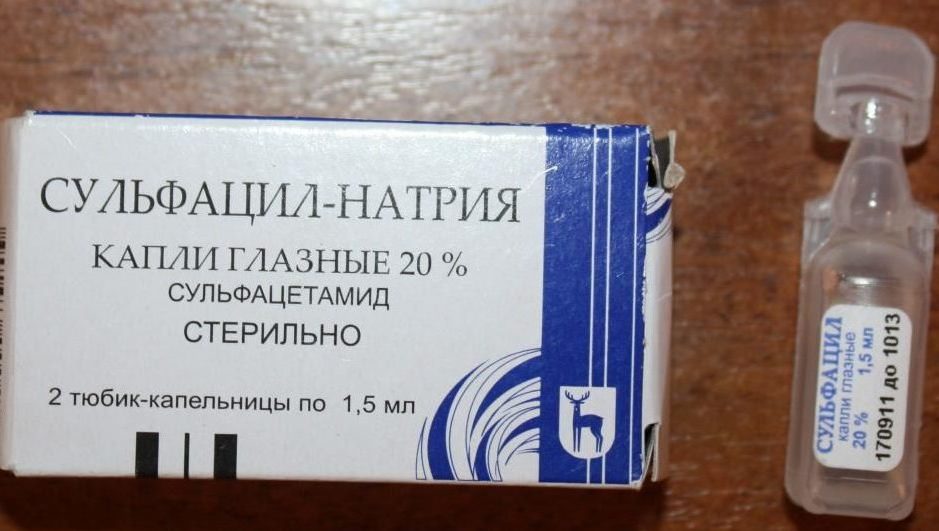 СУЛЬФАЦИЛ-НАТРИЯ
КАПЛИ ГЛАЗНЫЕ 20 %
СУЛЬФАЦЕТАМИД
СТЕРИЛЬНО
2 тюбик-капельницы по 1,5 мл
СУЛЬФАЦИЛ
капли глазные
20 % 1,5 мл
170911 до 1013